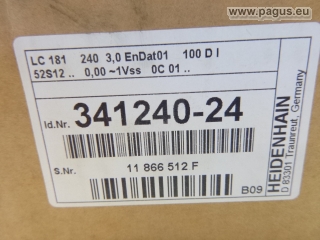 www.pagus.eu
LC 181 240 3,0 EnDat01 100 D I
52S12 .. 0,00 ~1Vss 0C 01 ..
Id.Nr. 341240-24
S.Nr. 11 866 512 F
B09
HEIDENHAIN
D 83301 Traunreut, Germany